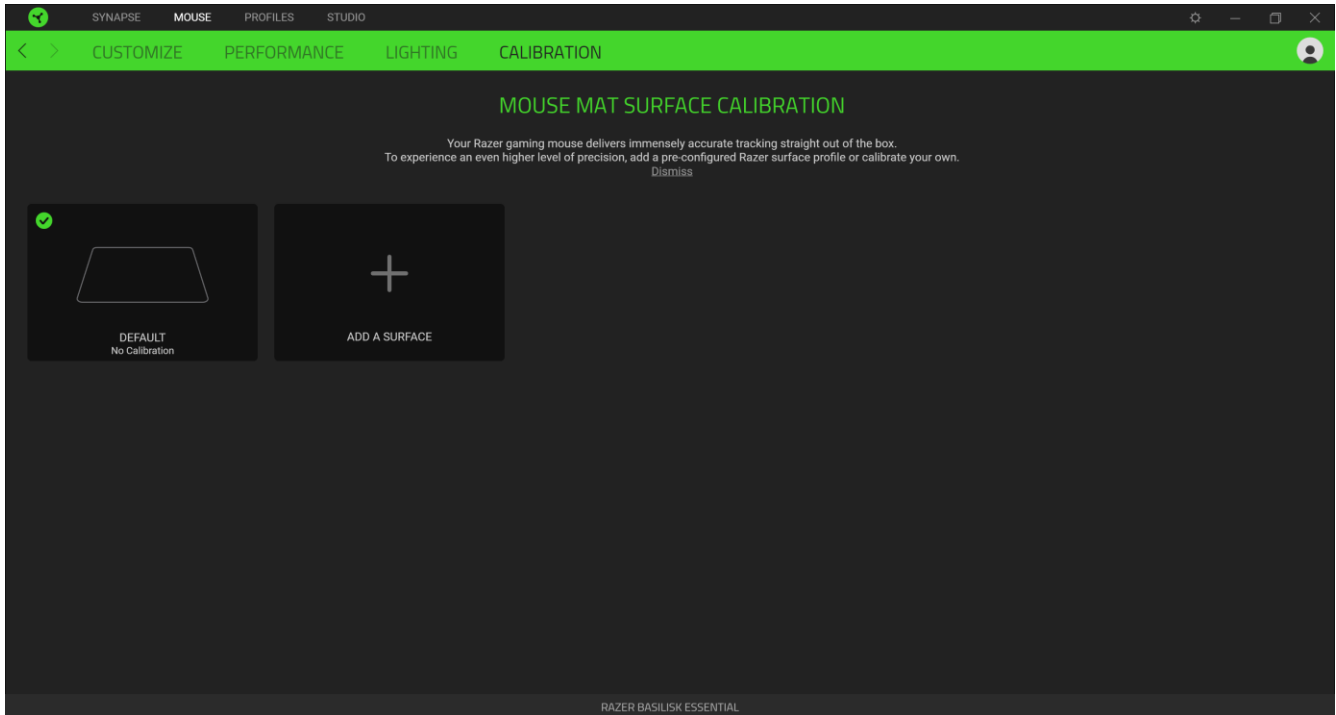 SYNAPSE MOUSE PROFILES STUDIO
CUSTOMIZE PERFORMANCE LIGHTING CALIBRATION
MOUSE MAT SURFACE CALIBRATION
Your Razer gaming mouse delivers immensely accurate tracking straight out of the box.
To experience an even higher level of precision, add a pre-configured Razer surface profile or calibrate your own.
Dismiss
DEFAULT
No Calibration
ADD A SURFACE
RAZER BASILISK ESSENTIAL